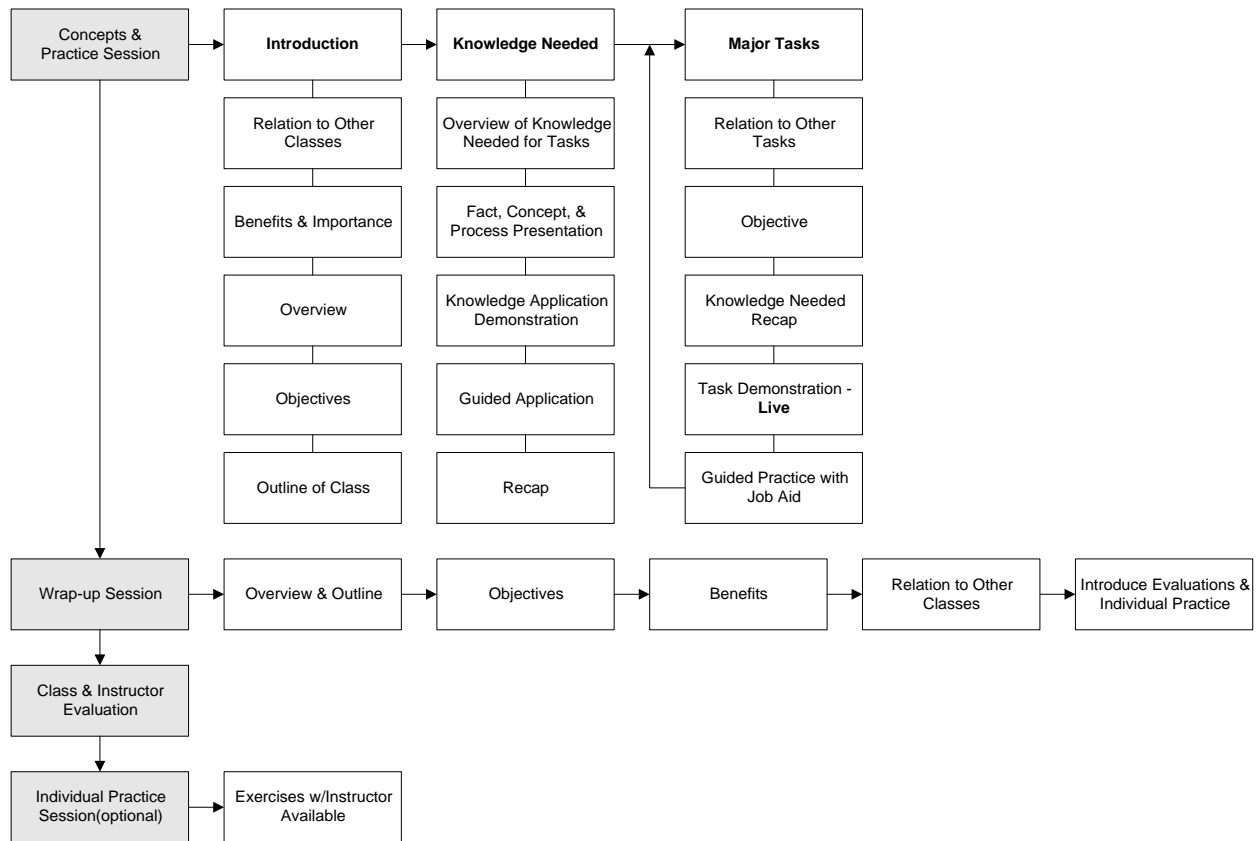 Concepts &
Practice Session
Introduction
Knowledge Needed
Major Tasks
Relation to Other
Classes
Overview of Knowledge
Needed for Tasks
Relation to Other
Tasks
Benefits & Importance
Fact, Concept, &
Process Presentation
Objective
Overview
Knowledge Application
Demonstration
Knowledge Needed
Recap
Objectives
Guided Application
Task Demonstration -
Live
Outline of Class
Recap
Guided Practice with
Job Aid
Wrap-up Session
Overview & Outline
Objectives
Benefits
Relation to Other
Classes
Introduce Evaluations &
Individual Practice
Class & Instructor
Evaluation
Individual Practice
Session(optional)
Exercises w/Instructor
Available